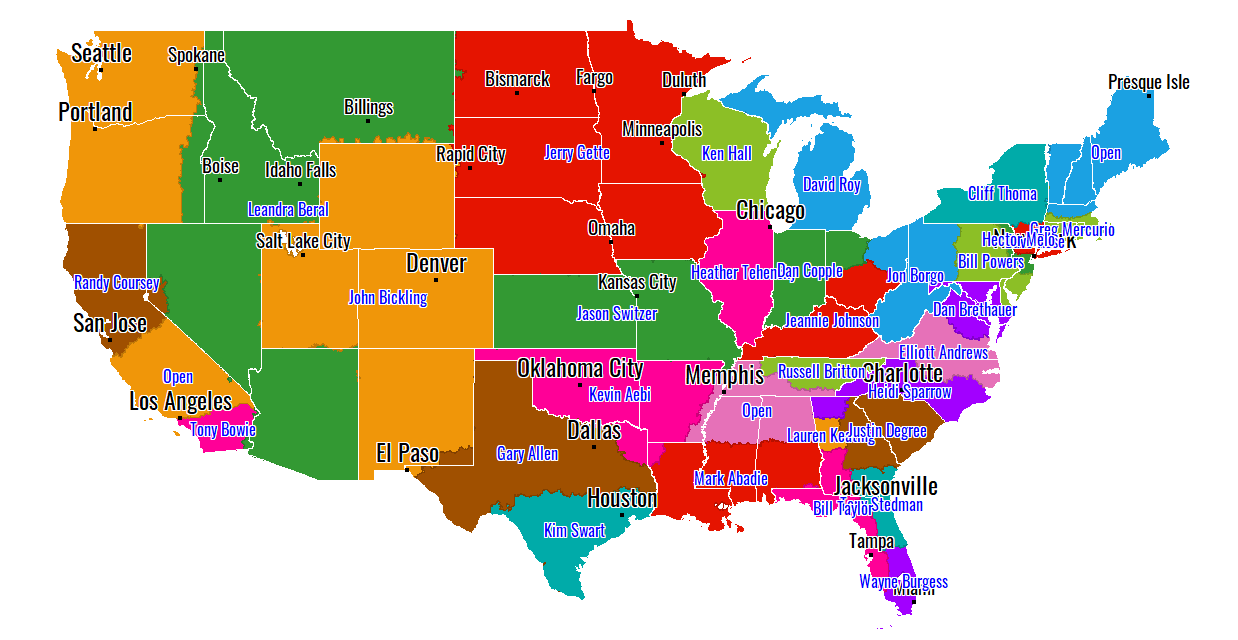 Seattle
Spokane
Portland
Billings
Bismarck
Fargo
Duluth
Presque Isle
Minneapolis
Boise
Idaho Falls
Rapid City
Jerry Gette
Ken Hall
Open
David Roy
Cliff Thoma
Leandra Beral
Chicago
Omaha
Salt Lake City
Greg Mercurio
Hector Melo
Bill Powers
Denver
Randy Coursey
Kansas City
Heather Tehen
Dan Copple
Jon Borgo
John Bickling
Jason Switzer
Dan Brethauer
San Jose
Jeannie Johnson
Elliott Andrews
Open
Oklahoma City
Memphis
Russell Britton
Charlotte
Kevin Aebi
Heidi Sparrow
Los Angeles
Open
Tony Bowie
Dallas
Justin Degree
El Paso
Gary Allen
Mark Abadie
Jacksonville
Houston
Bill Taylor
Stedman
Kim Swart
Tampa
Wayne Burgess
Miami